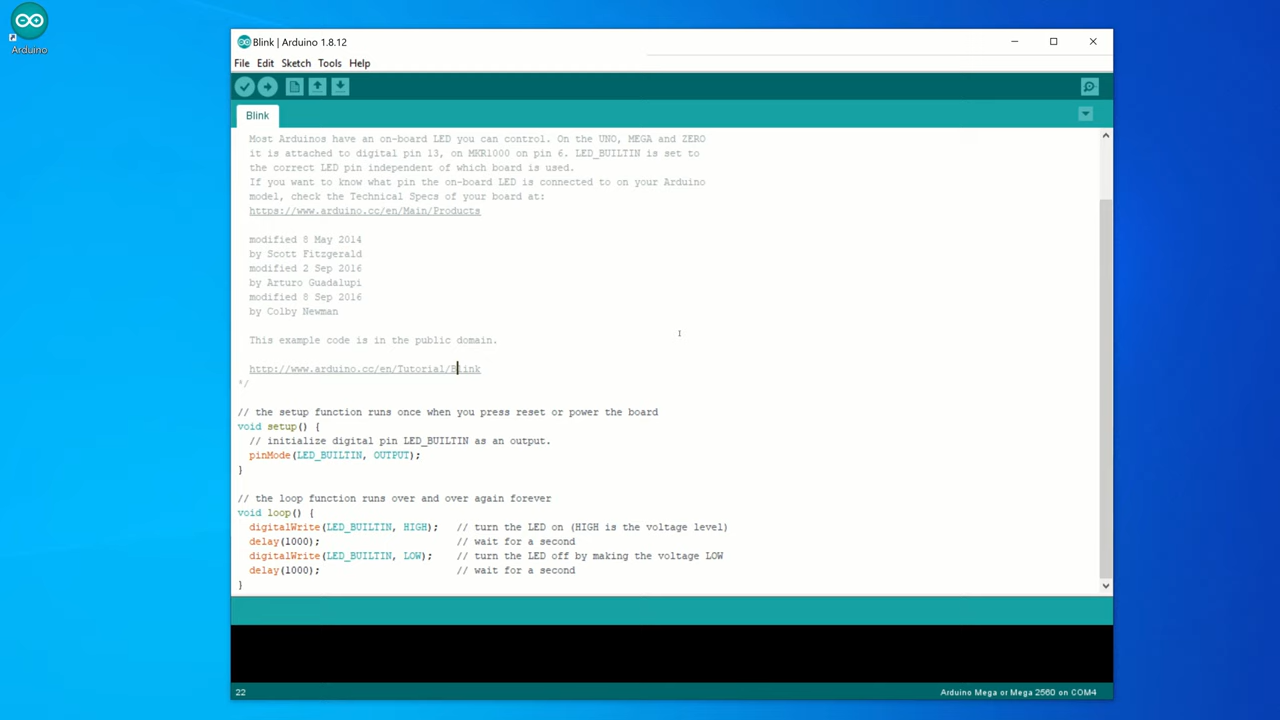 Arduino
Blink | Arduino 1.8.12
File Edit Sketch Tools Help
Blink
Most Arduinos have an on-board LED you can control. On the UNO, MEGA and ZERO
it is attached to digital pin 13, on MKR1000 on pin 6. LED_BUILTIN is set to
the correct LED pin independent of which board is used.
If you want to know what pin the on-board LED is connected to on your Arduino
model, check the Technical Specs of your board at:
https://www.arduino.cc/en/Main/Products
modified 8 May 2014
by Scott Fitzgerald
modified 2 Sep 2016
by Arturo Guadalupi
modified 8 Sep 2016
by Colby Newman
This example code is in the public domain.
http://www.arduino.cc/en/Tutorial/Blink
*/
// the setup function runs once when you press reset or power the board
void setup() {
// initialize digital pin LED_BUILTIN as an output.
pinMode(LED_BUILTIN, OUTPUT);
}
// the loop function runs over and over again forever
void loop() {
digitalWrite(LED_BUILTIN, HIGH);   // turn the LED on (HIGH is the voltage level)
delay(1000);                       // wait for a second
digitalWrite(LED_BUILTIN, LOW);    // turn the LED off by making the voltage LOW
delay(1000);                       // wait for a second
}
22
Arduino Mega or Mega 2560 on COM4